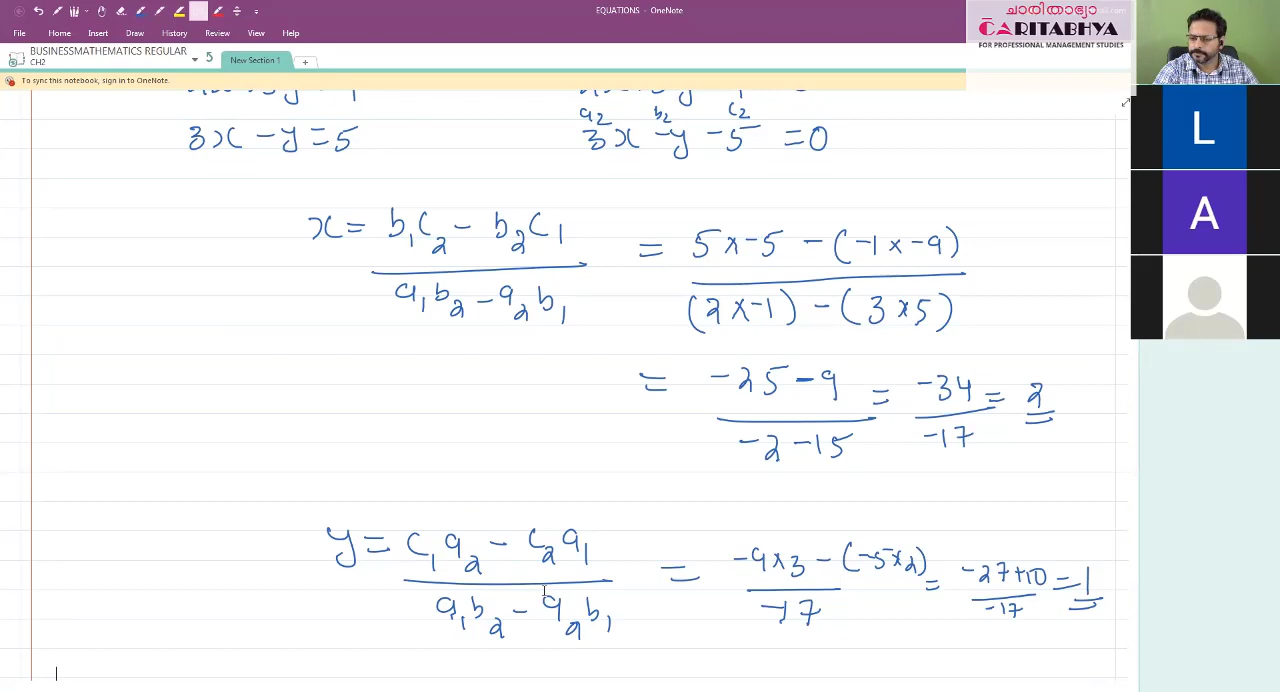 EQUATIONS - OneNote
ചാരിതാഭ്യാ
CARITABHYA
FOR PROFESSIONAL MANAGEMENT STUDIES
File Home Insert Draw History Review View Help
BUSINESSMATHEMATICS REGULAR
CH2
New Section 1
To sync this notebook, sign in to OneNote.
a2 b2 c2
3x - y = 5
3x - y - 5 = 0
x = b1c2 - b2c1 / a1b2 - a2b1 = 5 x -5 - (-1 x -9) / (2 x -1) - (3 x 5)
= -25 - 9 / -2 - 15 = -34 / -17 = 2
y = c1a2 - c2a1 / a1b2 - a2b1 = -9 x 3 - (-5 x 2) / -17 = -27 + 10 / -17 = 1
L
A